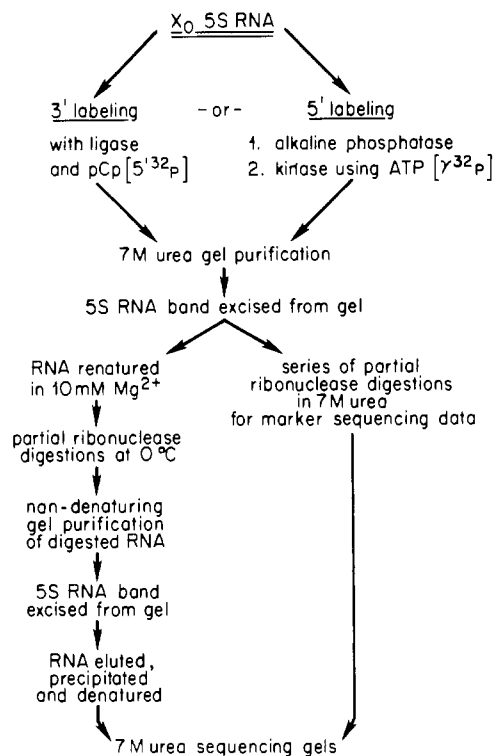 X₀ 5S RNA
3' labeling
- or -
5' labeling
with ligase
and pCp [5'³²P]
1. alkaline phosphatase
2. kinase using ATP [γ³²P]
7M urea gel purification
5S RNA band excised from gel
RNA renatured
in 10mM Mg²⁺
partial ribonuclease
digestions at 0°C
non-denaturing
gel purification
of digested RNA
5S RNA band
excised from gel
RNA eluted,
precipitated
and denatured
series of partial
ribonuclease digestions
in 7M urea
for marker sequencing data
7M urea sequencing gels